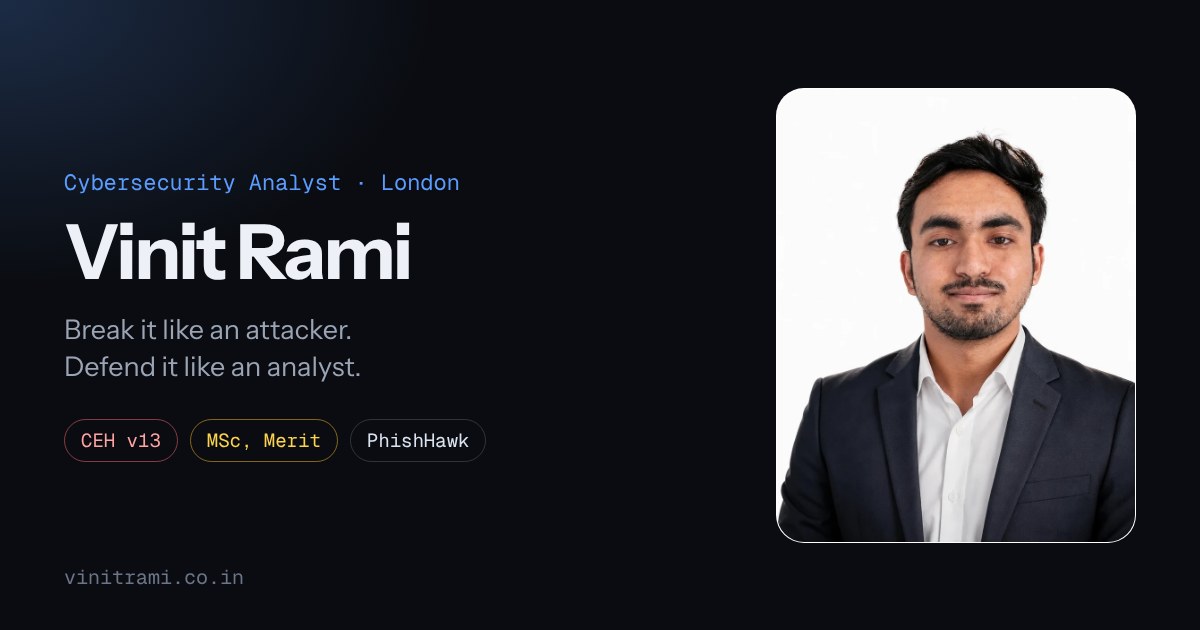 Cybersecurity Analyst · London
Vinit Rami
Break it like an attacker.
Defend it like an analyst.
CEH v13 MSc, Merit PhishHawk
vinitrami.co.in